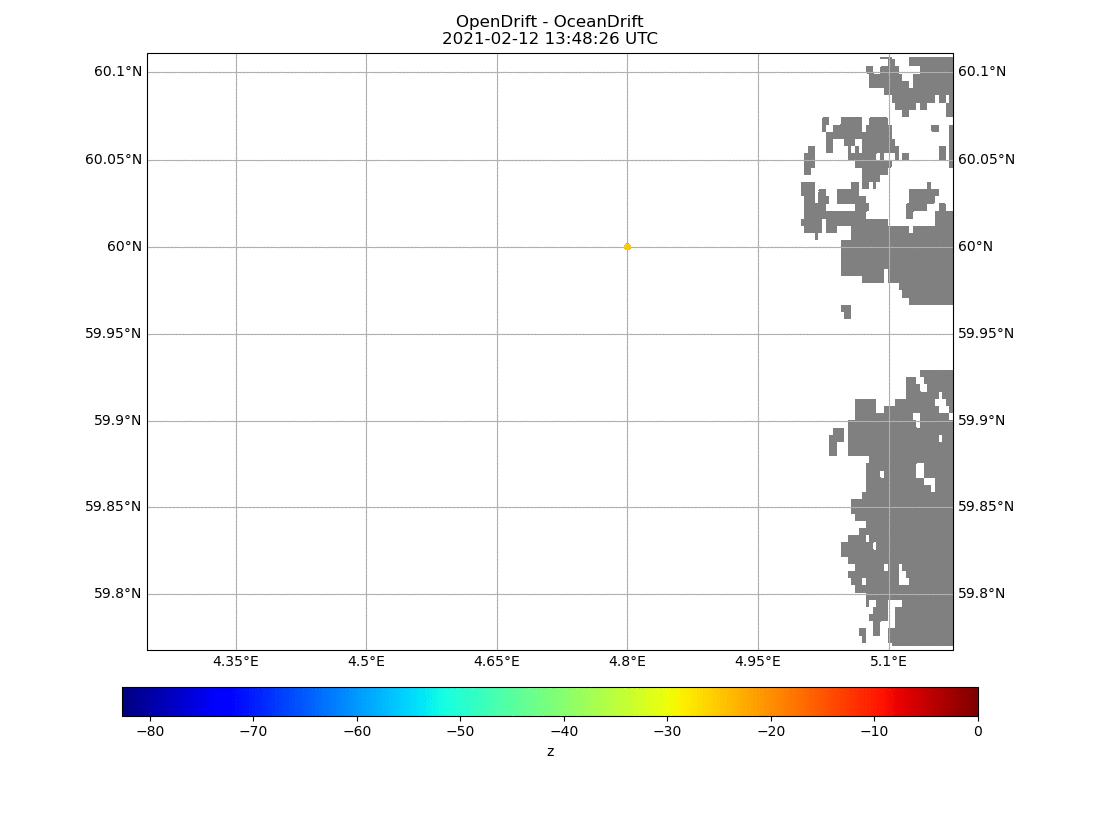 OpenDrift - OceanDrift
2021-02-12 13:48:26 UTC
60.1°N 60.1°N
60.05°N 60.05°N
60°N 60°N
59.95°N 59.95°N
59.9°N 59.9°N
59.85°N 59.85°N
59.8°N 59.8°N
4.35°E 4.5°E 4.65°E 4.8°E 4.95°E 5.1°E
−80 −70 −60 −50 −40 −30 −20 −10 0
z